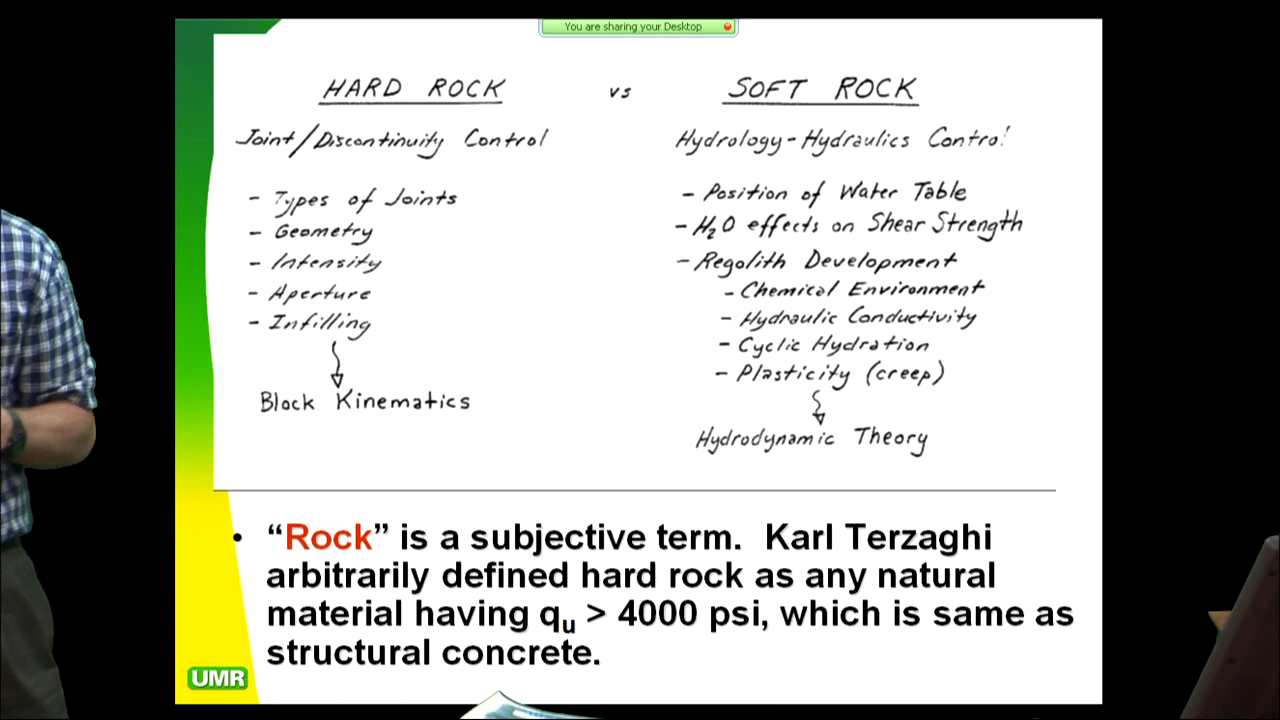 You are sharing your Desktop
HARD ROCK vs SOFT ROCK
Joint/Discontinuity Control
- Types of Joints
- Geometry
- Intensity
- Aperture
- Infilling
Block Kinematics
Hydrology-Hydraulics Control
- Position of Water Table
- H₂O effects on Shear Strength
- Regolith Development
- Chemical Environment
- Hydraulic Conductivity
- Cyclic Hydration
- Plasticity (creep)
Hydrodynamic Theory
• “Rock” is a subjective term. Karl Terzaghi
arbitrarily defined hard rock as any natural
material having qu > 4000 psi, which is same as
structural concrete.
UMR